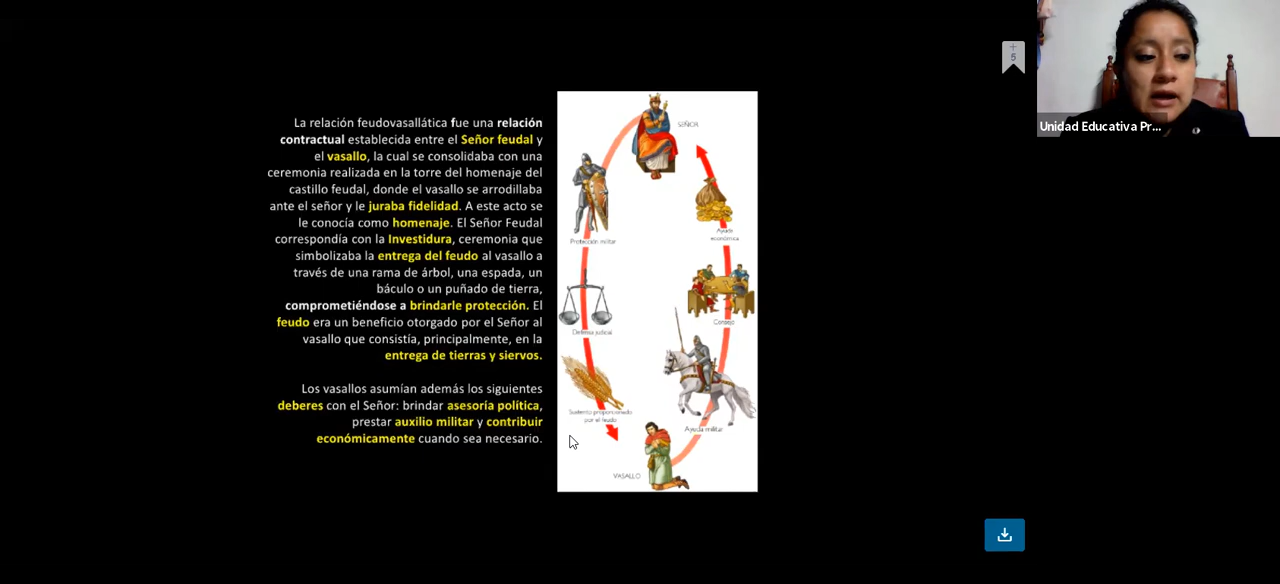 La relación feudovasallática fue una relación
contractual establecida entre el Señor feudal y
el vasallo, la cual se consolidaba con una
ceremonia realizada en la torre del homenaje del
castillo feudal, donde el vasallo se arrodillaba
ante el señor y le juraba fidelidad. A este acto se
le conocía como homenaje. El Señor Feudal
correspondía con la Investidura, ceremonia que
simbolizaba la entrega del feudo al vasallo a
través de una rama de árbol, una espada, un
báculo o un puñado de tierra,
comprometiéndose a brindarle protección. El
feudo era un beneficio otorgado por el Señor al
vasallo que consistía, principalmente, en la
entrega de tierras y siervos.
Los vasallos asumían además los siguientes
deberes con el Señor: brindar asesoría política,
prestar auxilio militar y contribuir
económicamente cuando sea necesario.
SEÑOR
Protección militar
Ayuda
económica
Defensa judicial
Consejo
Sustento proporcionado
por el feudo
Ayuda militar
VASALLO
+
5
Unidad Educativa Pr...